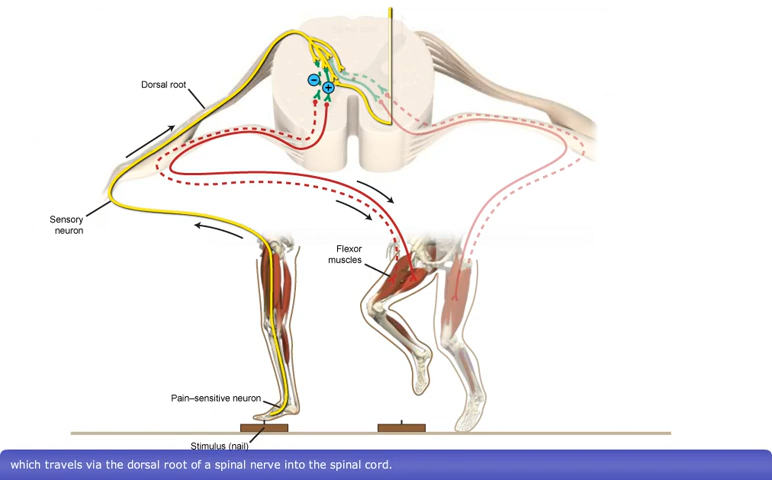 Dorsal root
−
+
Sensory
neuron
Flexor
muscles
Pain–sensitive neuron
Stimulus (nail)
which travels via the dorsal root of a spinal nerve into the spinal cord.